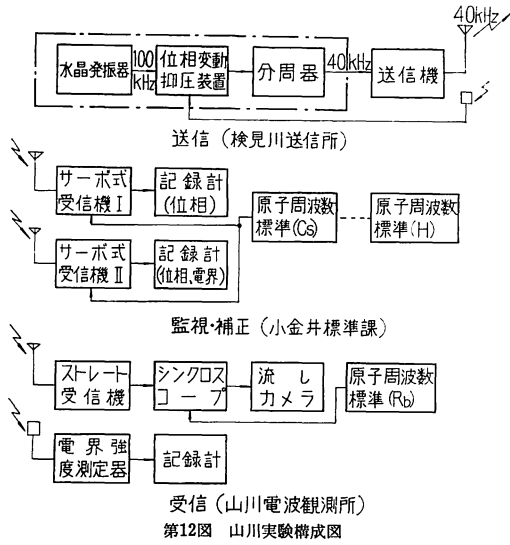 40kHz
水晶発振器
100
kHz
位相変動
抑圧装置
分周器
40kHz
送信機
送信(検見川送信所)
サーボ式
受信機Ⅰ
記録計
(位相)
原子周波数
標準(Cs)
原子周波数
標準(H)
サーボ式
受信機Ⅱ
記録計
(位相、電界)
監視・補正(小金井標準課)
ストレート
受信機
シンクロス
コープ
流し
カメラ
原子周波数
標準(Rb)
電界強
度測定器
記録計
受信(山川電波観測所)
第12図 山川実験構成図